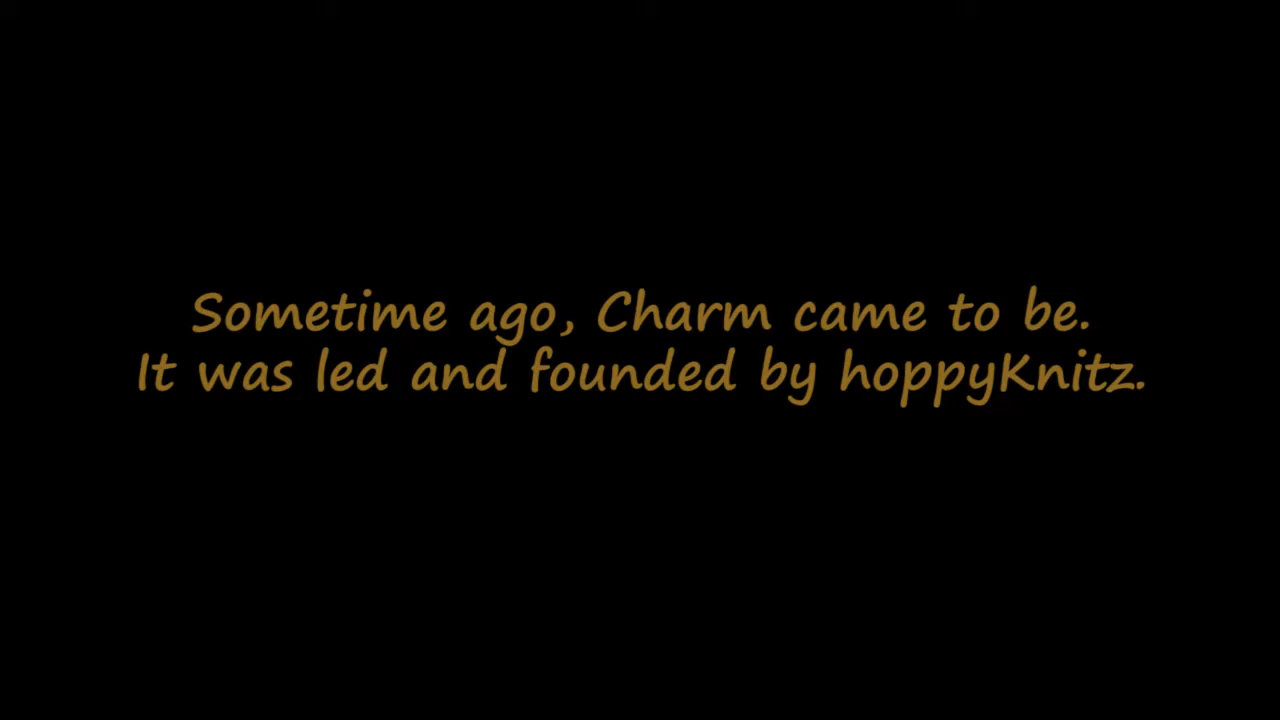 Sometime ago, Charm came to be.
It was led and founded by hoppyKnitz.